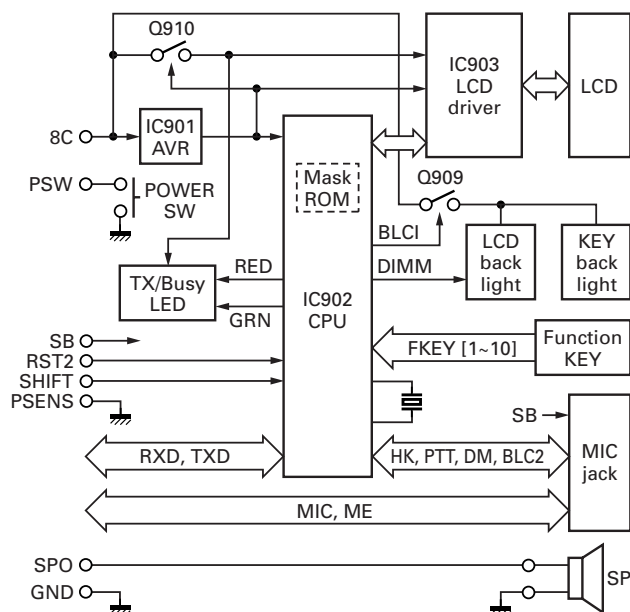 Q910
IC903
LCD
driver
LCD
8C
IC901
AVR
PSW
POWER
SW
Mask
ROM
Q909
BLCI
LCD
back
light
KEY
back
light
RED
DIMM
TX/Busy
LED
IC902
CPU
GRN
SB
RST2
SHIFT
PSENS
FKEY [1~10]
Function
KEY
SB
MIC
jack
RXD, TXD
HK, PTT, DM, BLC2
MIC, ME
SPO
SP
GND